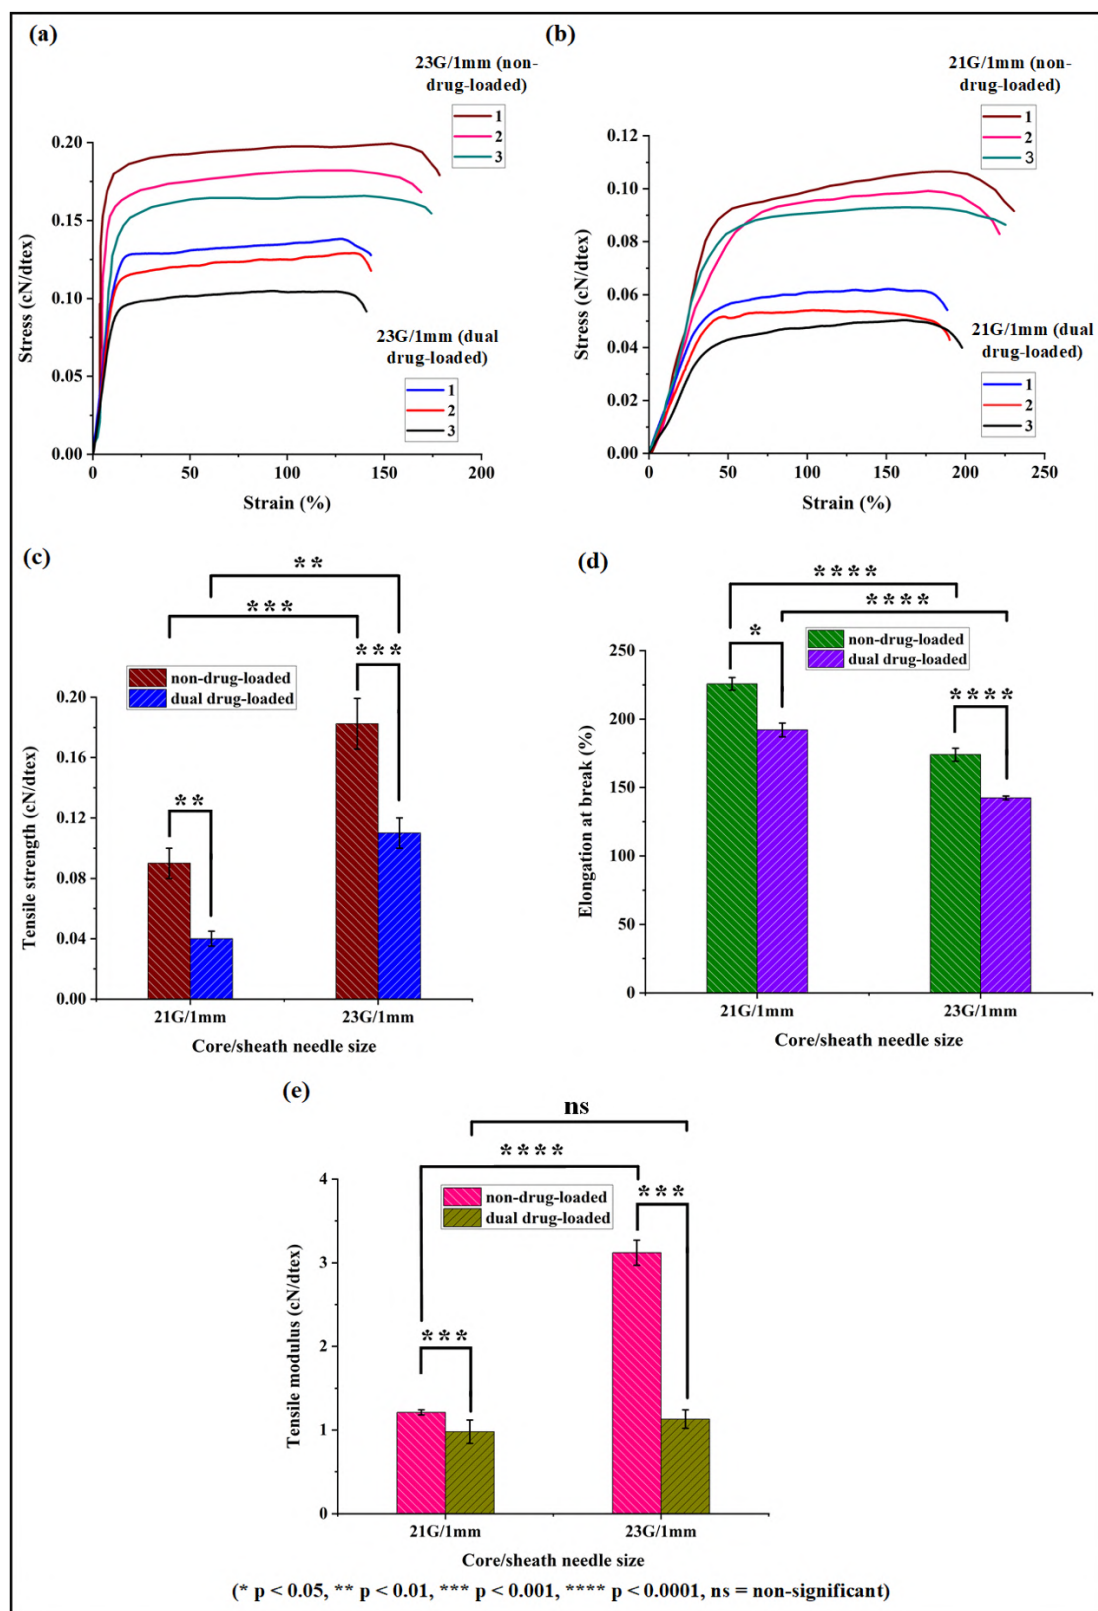 (a)
23G/1mm (non-
drug-loaded)
1
2
3
0.20
0.15
0.10
0.05
0.00
Stress (cN/dtex)
23G/1mm (dual
drug-loaded)
1
2
3
0
50
100
150
200
Strain (%)
(b)
21G/1mm (non-
drug-loaded)
1
2
3
0.12
0.10
0.08
0.06
0.04
0.02
0.00
Stress (cN/dtex)
21G/1mm (dual
drug-loaded)
1
2
3
0
50
100
150
200
250
Strain (%)
(c)
**
***
***
**
non-drug-loaded
dual drug-loaded
0.20
0.16
0.12
0.08
0.04
0.00
Tensile strength (cN/dtex)
21G/1mm
23G/1mm
Core/sheath needle size
(d)
****
****
*
****
non-drug-loaded
dual drug-loaded
250
200
150
100
50
0
Elongation at break (%)
21G/1mm
23G/1mm
Core/sheath needle size
(e)
ns
****
***
***
non-drug-loaded
dual drug-loaded
4
3
2
1
0
Tensile modulus (cN/dtex)
21G/1mm
23G/1mm
Core/sheath needle size
(* p < 0.05, ** p < 0.01, *** p < 0.001, **** p < 0.0001, ns = non-significant)